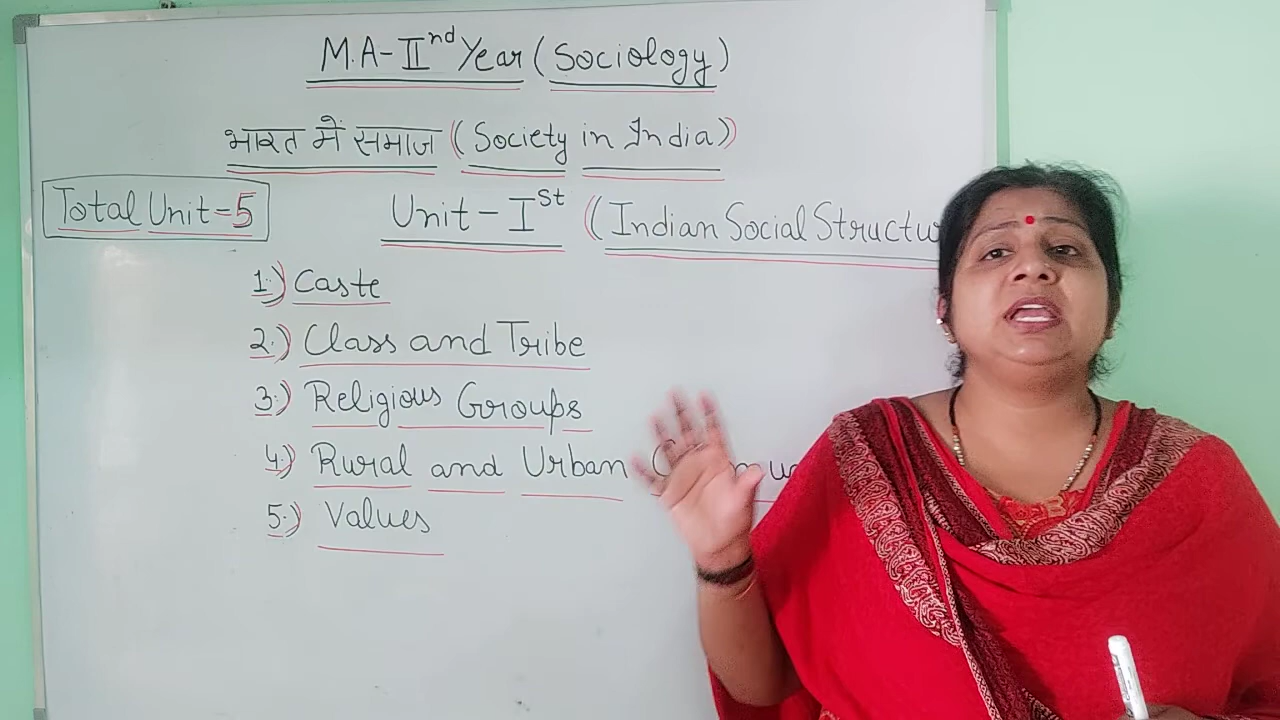 M.A-IInd Year (Sociology)
भारत में समाज (Society in India)
Total Unit=5
Unit-Ist (Indian Social Structu
1.) Caste
2.) Class and Tribe
3.) Religious Groups
4.) Rural and Urban
5.) Values